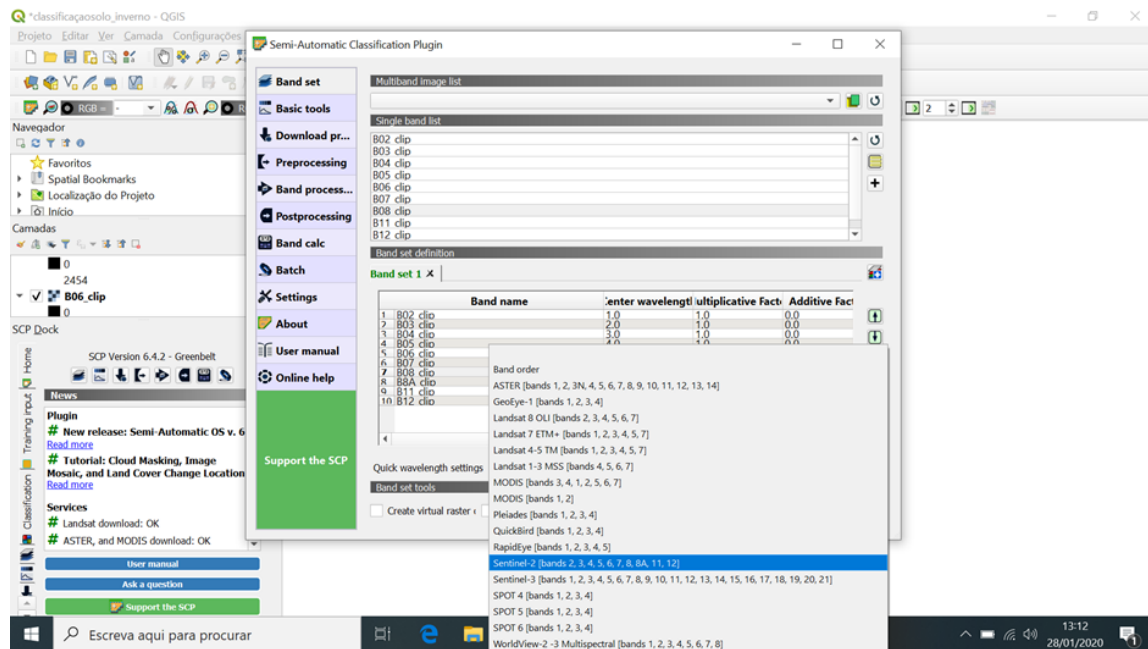 *classificaçaosolo_inverno - QGIS
Projeto Editar Ver Camada Configurações
RGB = -
2
Navegador
Favoritos
Spatial Bookmarks
Localização do Projeto
Início
Camadas
0
2454
B06_clip
0
SCP Dock
Home
Training input
Classification
SCP Version 6.4.2 - Greenbelt
News
Plugin
# New release: Semi-Automatic OS v. 6
Read more
# Tutorial: Cloud Masking, Image
Mosaic, and Land Cover Change Location
Read more
Services
# Landsat download: OK
# ASTER, and MODIS download: OK
User manual
Ask a question
Support the SCP
Semi-Automatic Classification Plugin
Band set
Basic tools
Download pr...
Preprocessing
Band process...
Postprocessing
Band calc
Batch
Settings
About
User manual
Online help
Support the SCP
Multiband image list
Single band list
B02 clip
B03 clip
B04 clip
B05 clip
B06 clip
B07 clip
B08 clip
B11 clip
B12 clip
Band set definition
Band set 1
Band name Center wavelengtl ultiplicative Facto Additive Fact
1 B02 clip 1.0 1.0 0.0
2 B03 clip 2.0 1.0 0.0
3 B04 clip 3.0 1.0 0.0
4 B05 clip 4.0 1.0 0.0
5 B06 clip
6 B07 clip
7 B08 clip
8 B8A clip
9 B11 clip
10 B12 clip
Quick wavelength settings
Band set tools
Create virtual raster
Band order
ASTER [bands 1, 2, 3N, 4, 5, 6, 7, 8, 9, 10, 11, 12, 13, 14]
GeoEye-1 [bands 1, 2, 3, 4]
Landsat 8 OLI [bands 2, 3, 4, 5, 6, 7]
Landsat 7 ETM+ [bands 1, 2, 3, 4, 5, 7]
Landsat 4-5 TM [bands 1, 2, 3, 4, 5, 7]
Landsat 1-3 MSS [bands 4, 5, 6, 7]
MODIS [bands 3, 4, 1, 2, 5, 6, 7]
MODIS [bands 1, 2]
Pleiades [bands 1, 2, 3, 4]
QuickBird [bands 1, 2, 3, 4]
RapidEye [bands 1, 2, 3, 4, 5]
Sentinel-2 [bands 2, 3, 4, 5, 6, 7, 8, 8A, 11, 12]
Sentinel-3 [bands 1, 2, 3, 4, 5, 6, 7, 8, 9, 10, 11, 12, 13, 14, 15, 16, 17, 18, 19, 20, 21]
SPOT 4 [bands 1, 2, 3, 4]
SPOT 5 [bands 1, 2, 3, 4]
SPOT 6 [bands 1, 2, 3, 4]
WorldView-2 -3 Multispectral [bands 1, 2, 3, 4, 5, 6, 7, 8]
Escreva aqui para procurar
13:12
28/01/2020
1